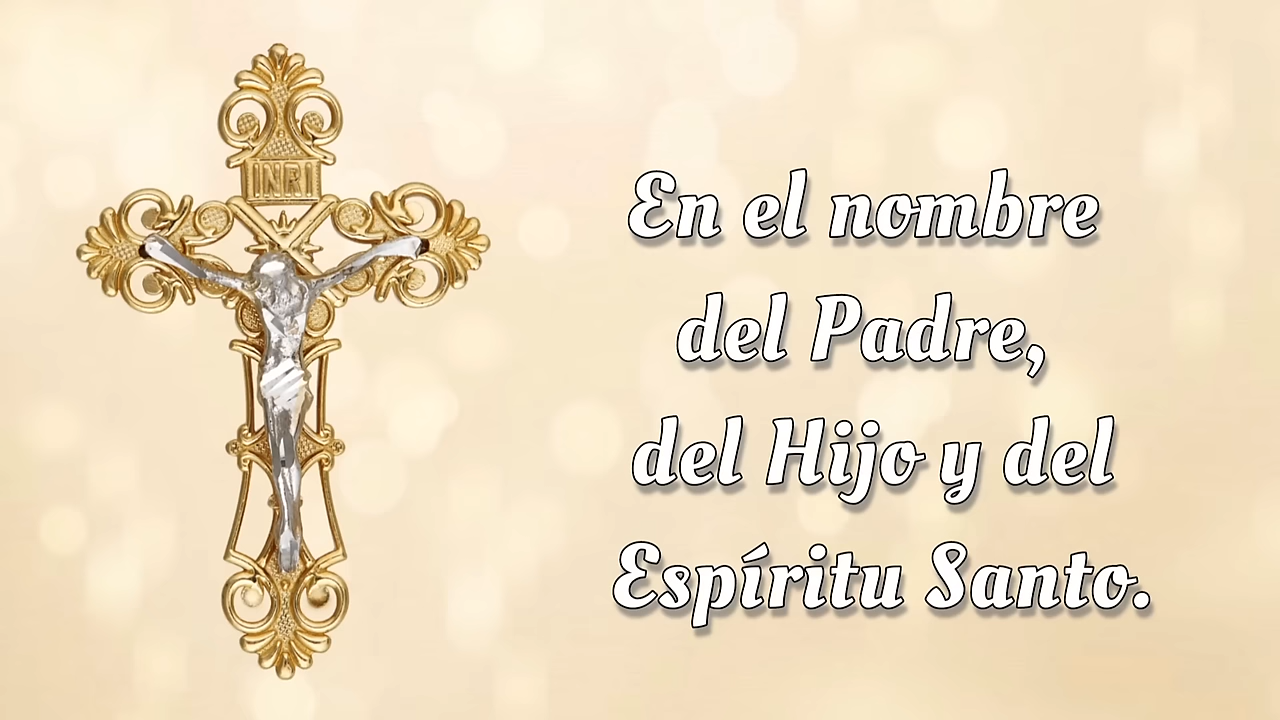 INRI
En el nombre
del Padre,
del Hijo y del
Espíritu Santo.